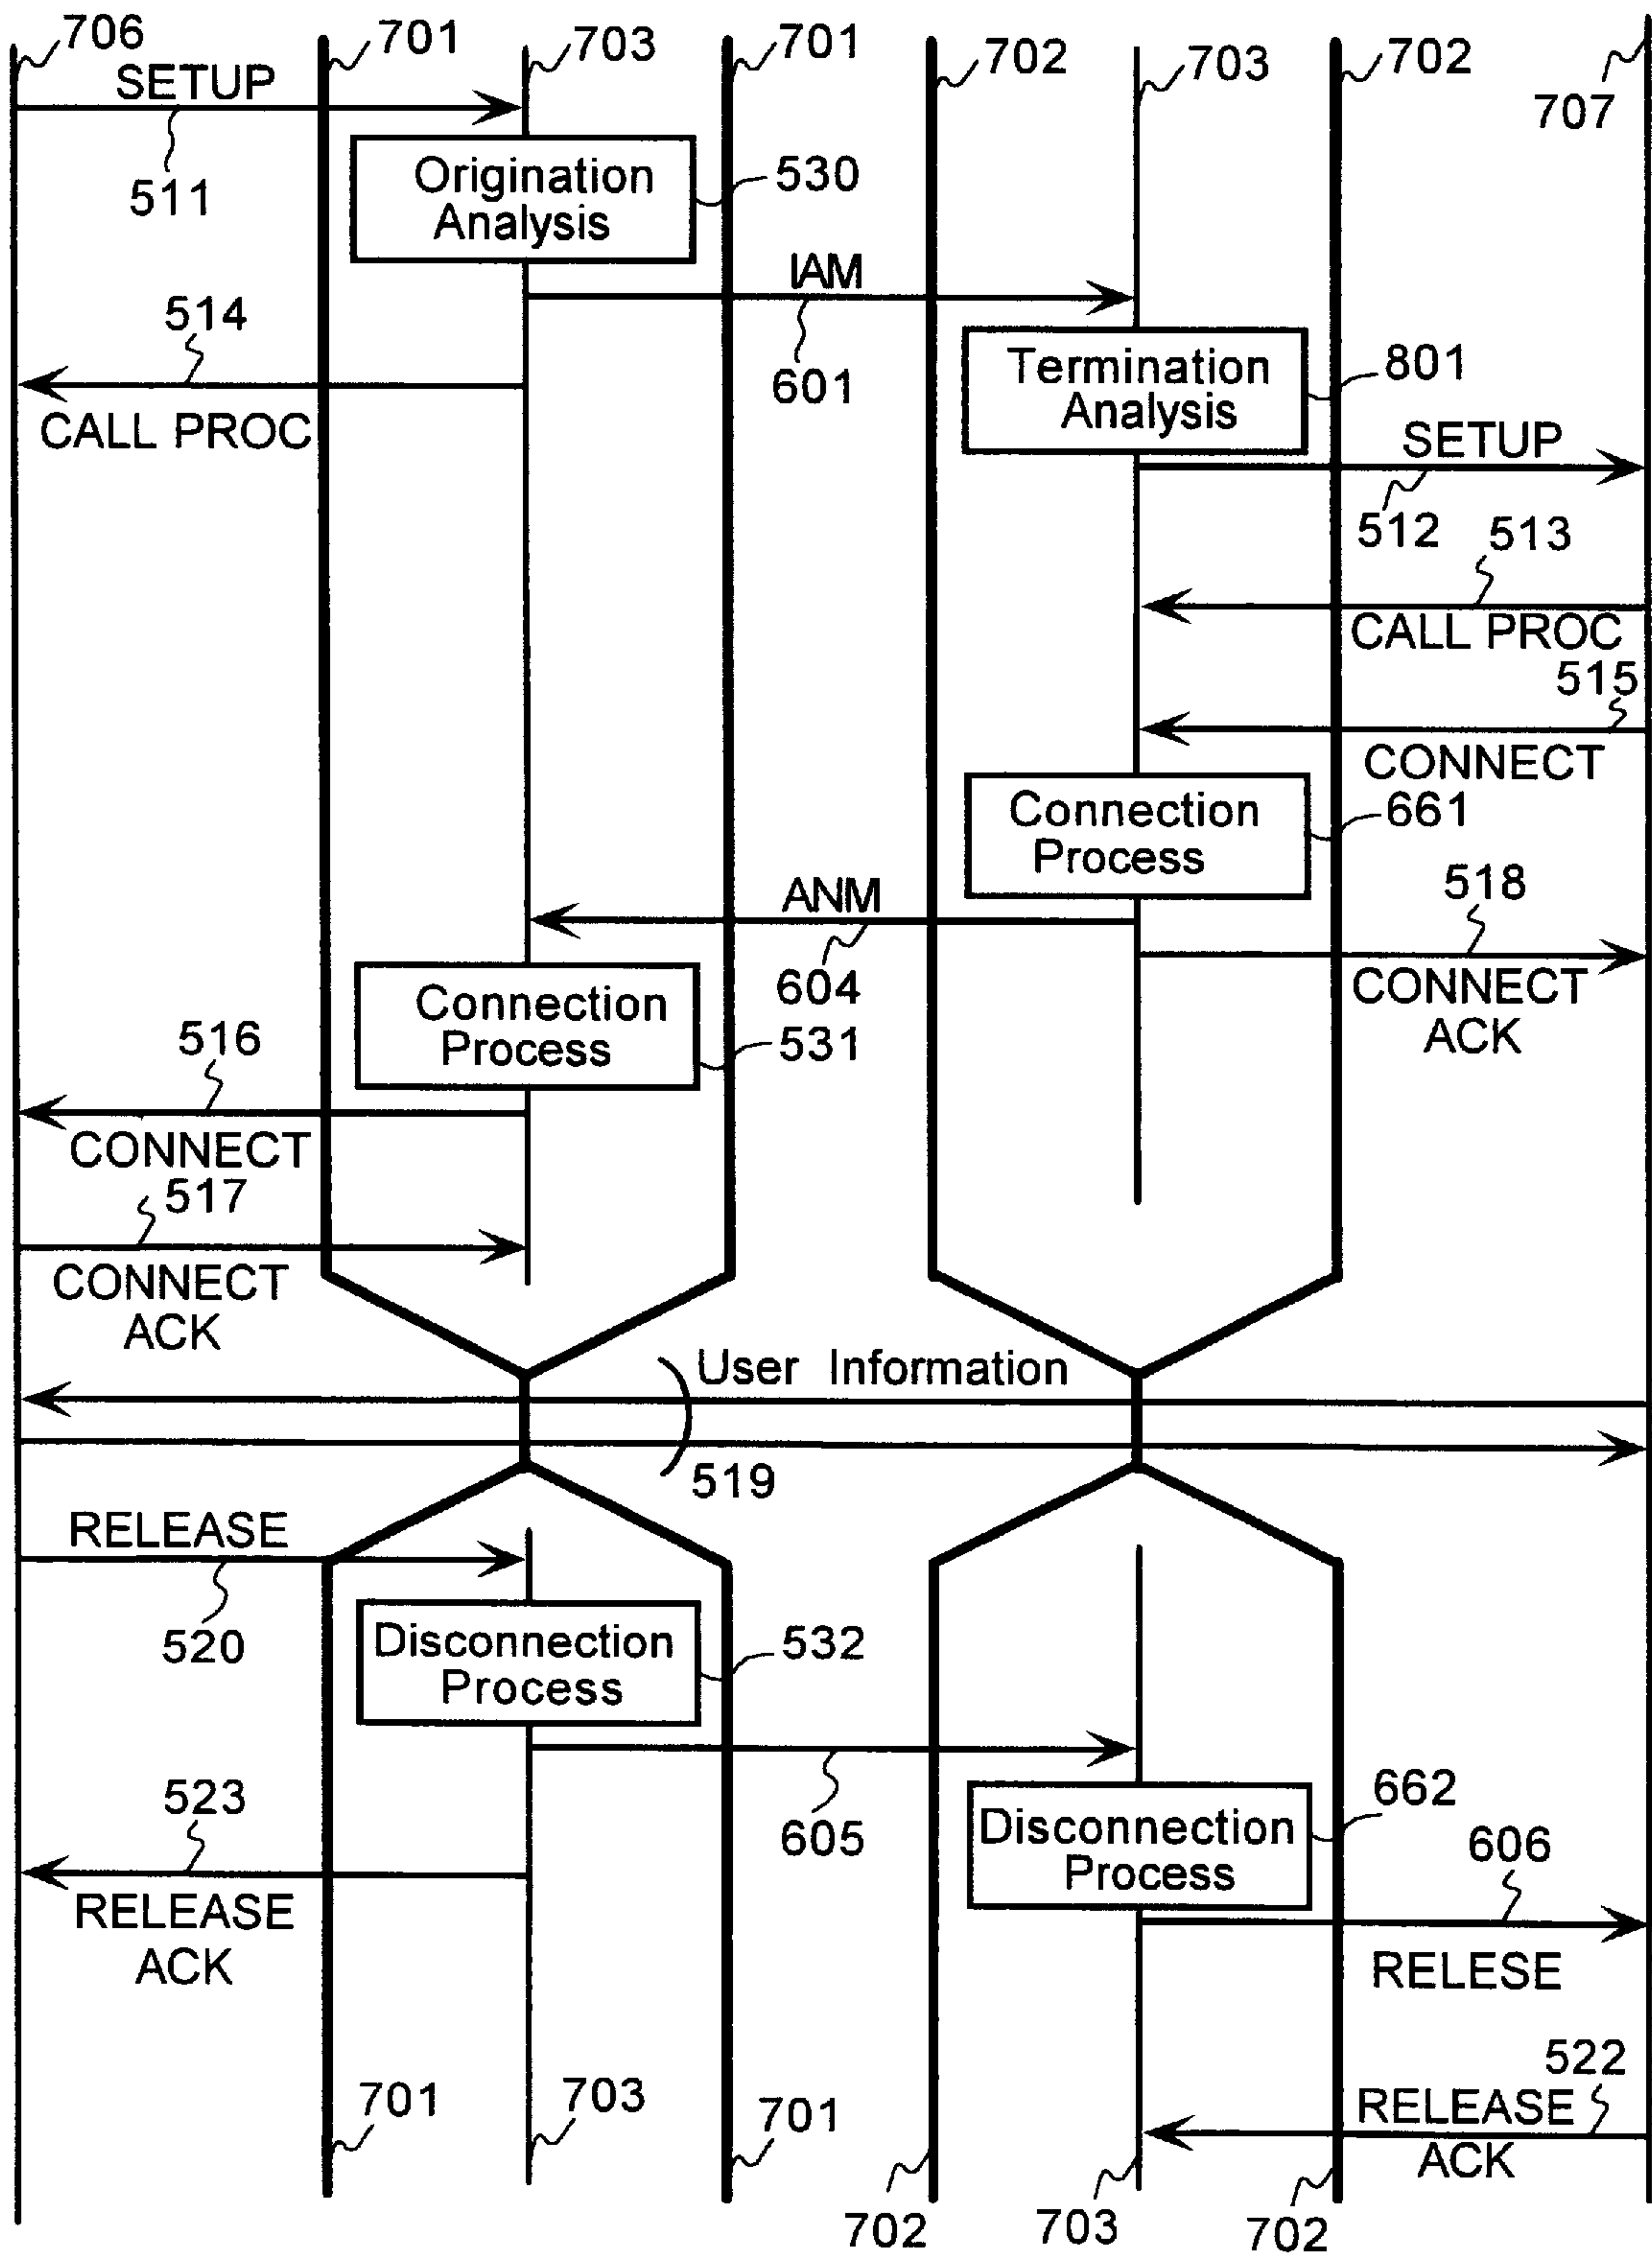 706
701
703
701
702
703
702
707
SETUP
511
Origination
Analysis
530
IAM
601
514
CALL PROC
Termination
Analysis
801
SETUP
512
513
CALL PROC
515
CONNECT
Connection
Process
661
ANM
604
518
CONNECT
ACK
Connection
Process
531
516
CONNECT
517
CONNECT
ACK
User Information
519
RELEASE
520
Disconnection
Process
532
605
523
RELEASE
ACK
Disconnection
Process
662
606
RELESE
522
RELEASE
ACK
701
703
701
702
703
702